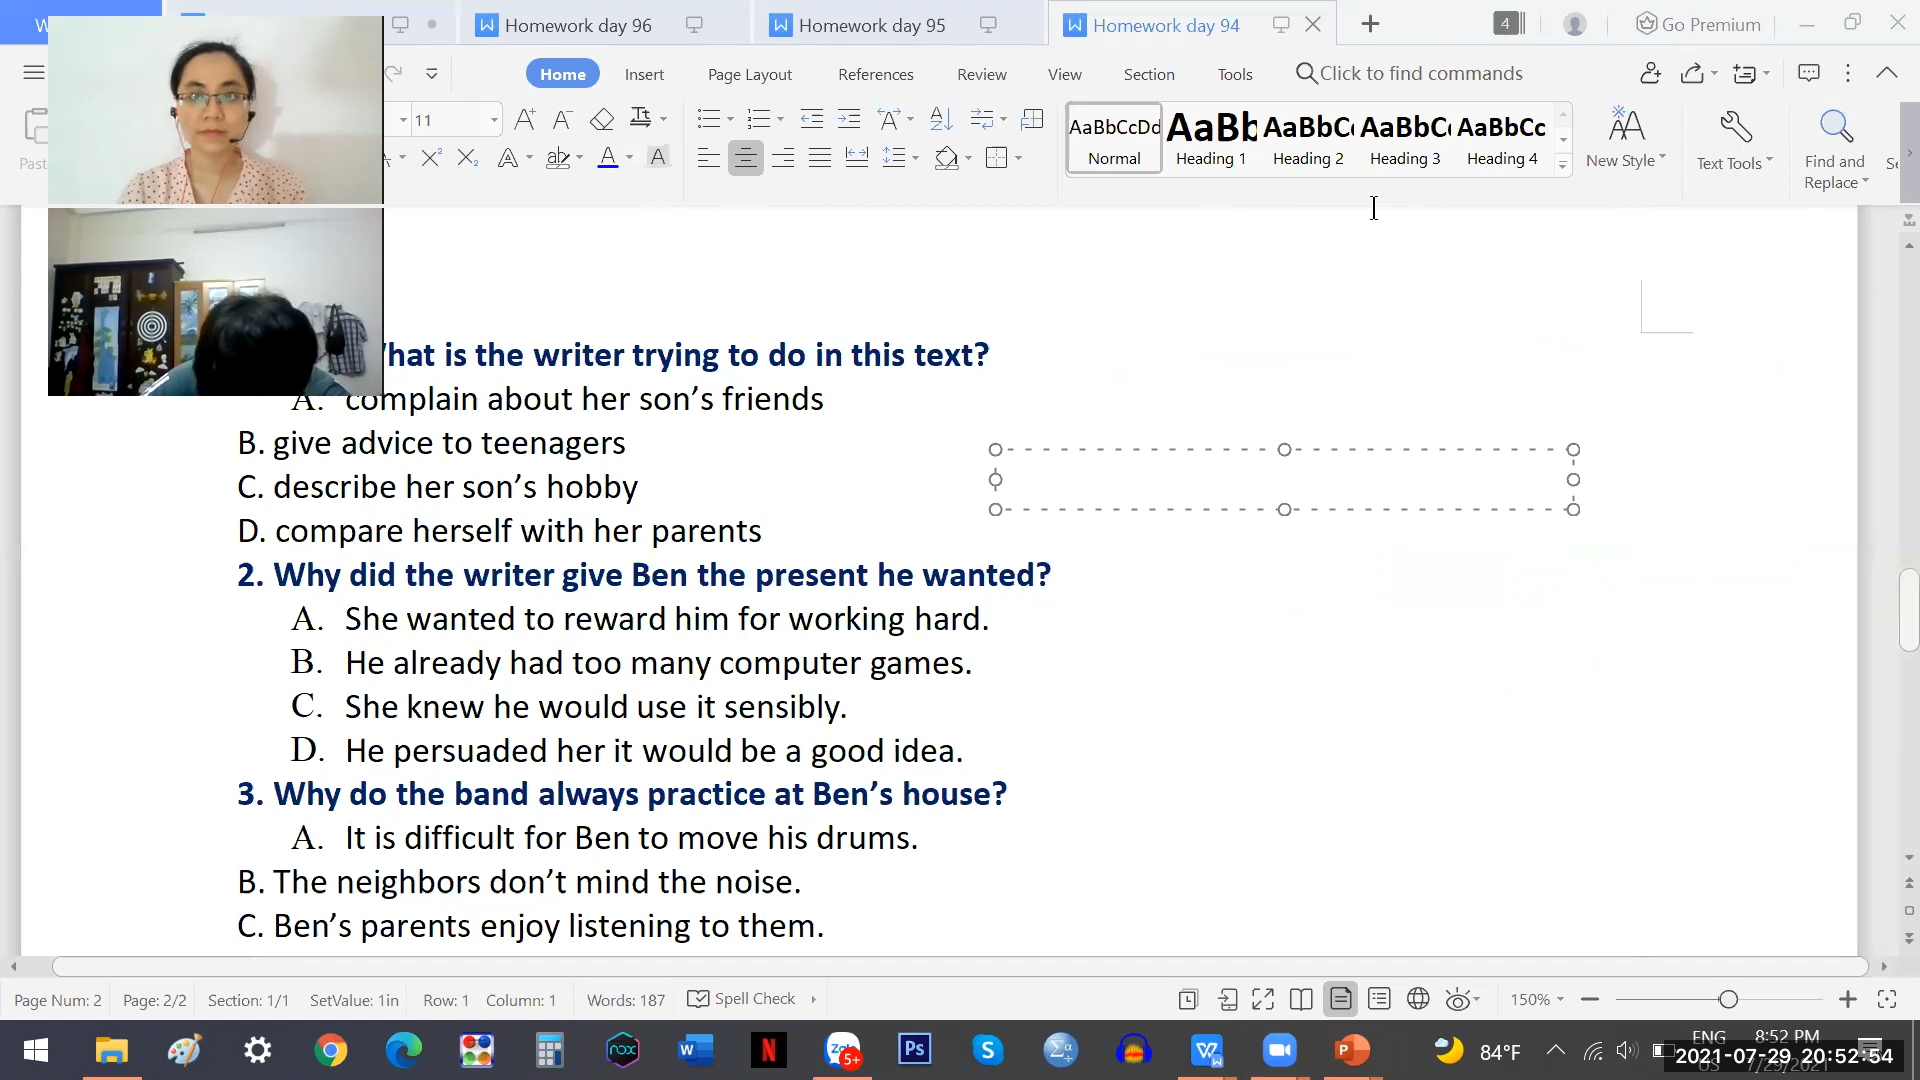 W
Homework day 96
Homework day 95
Homework day 94
4
Go Premium
Home
Insert
Page Layout
References
Review
View
Section
Tools
Click to find commands
11
AaBbCcDd
AaBb
AaBbC
AaBbC
AaBbCc
Normal
Heading 1
Heading 2
Heading 3
Heading 4
New Style
Text Tools
Find and
Replace
hat is the writer trying to do in this text?
A. complain about her son's friends
B. give advice to teenagers
C. describe her son's hobby
D. compare herself with her parents
2. Why did the writer give Ben the present he wanted?
A. She wanted to reward him for working hard.
B. He already had too many computer games.
C. She knew he would use it sensibly.
D. He persuaded her it would be a good idea.
3. Why do the band always practice at Ben's house?
A. It is difficult for Ben to move his drums.
B. The neighbors don't mind the noise.
C. Ben's parents enjoy listening to them.
Page Num: 2 Page: 2/2 Section: 1/1 SetValue: 1in Row: 1 Column: 1 Words: 187 Spell Check 150%
84°F
ENG
8:52 PM
2021-07-29 20:52:54